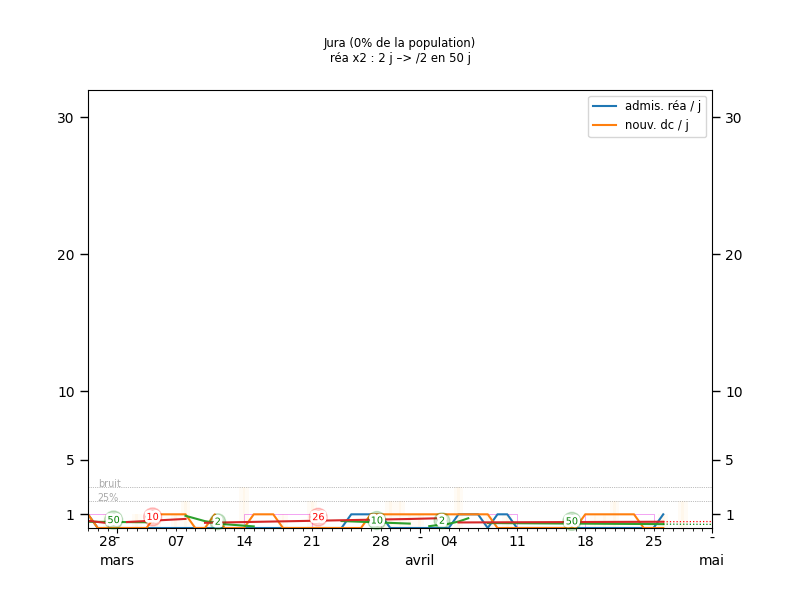 Jura (0% de la population)
réa x2 : 2 j –> /2 en 50 j
admis. réa / j
nouv. dc / j
30 30
20 20
10 10
5 5
bruit
25%
1 1
50 10 2 26 10 2 50
28 - 07 14 21 28 - 04 11 18 25 -
mars avril mai